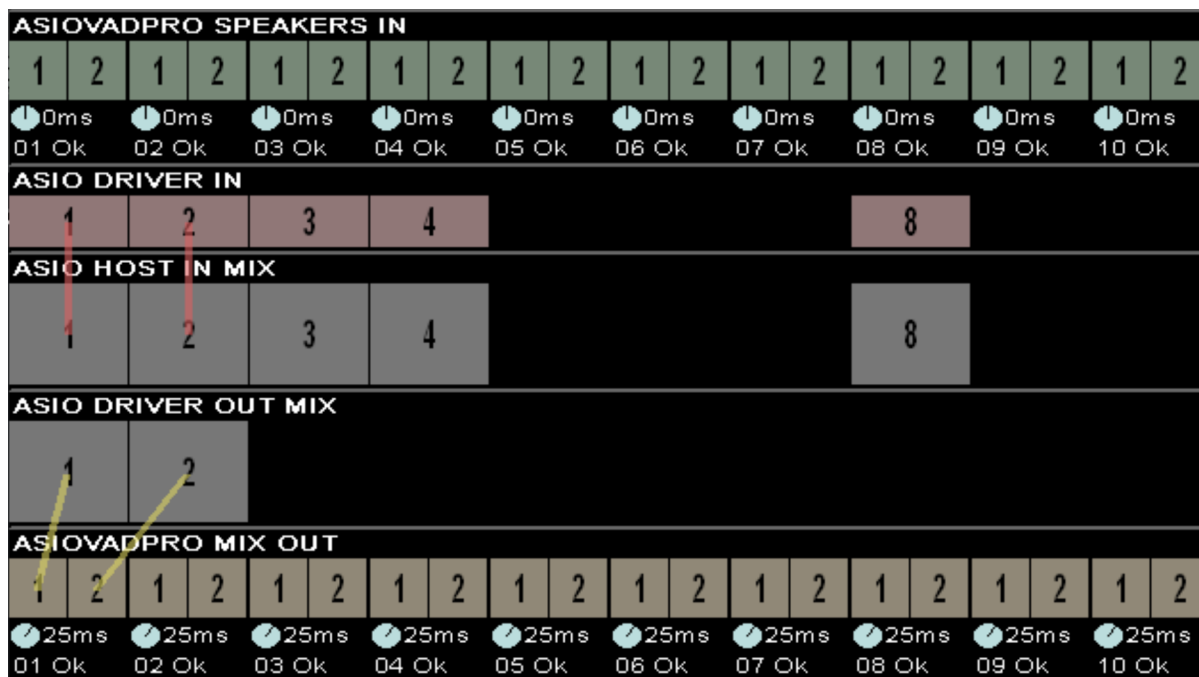 ASIOVADPRO SPEAKERS IN
1 2 1 2 1 2 1 2 1 2 1 2 1 2 1 2 1 2 1 2
0ms 0ms 0ms 0ms 0ms 0ms 0ms 0ms 0ms 0ms
01 Ok 02 Ok 03 Ok 04 Ok 05 Ok 06 Ok 07 Ok 08 Ok 09 Ok 10 Ok
ASIO DRIVER IN
1 2 3 4 8
ASIO HOST IN MIX
1 2 3 4 8
ASIO DRIVER OUT MIX
1 2
ASIOVADPRO MIX OUT
1 2 1 2 1 2 1 2 1 2 1 2 1 2 1 2 1 2 1 2
25ms 25ms 25ms 25ms 25ms 25ms 25ms 25ms 25ms 25ms
01 Ok 02 Ok 03 Ok 04 Ok 05 Ok 06 Ok 07 Ok 08 Ok 09 Ok 10 Ok